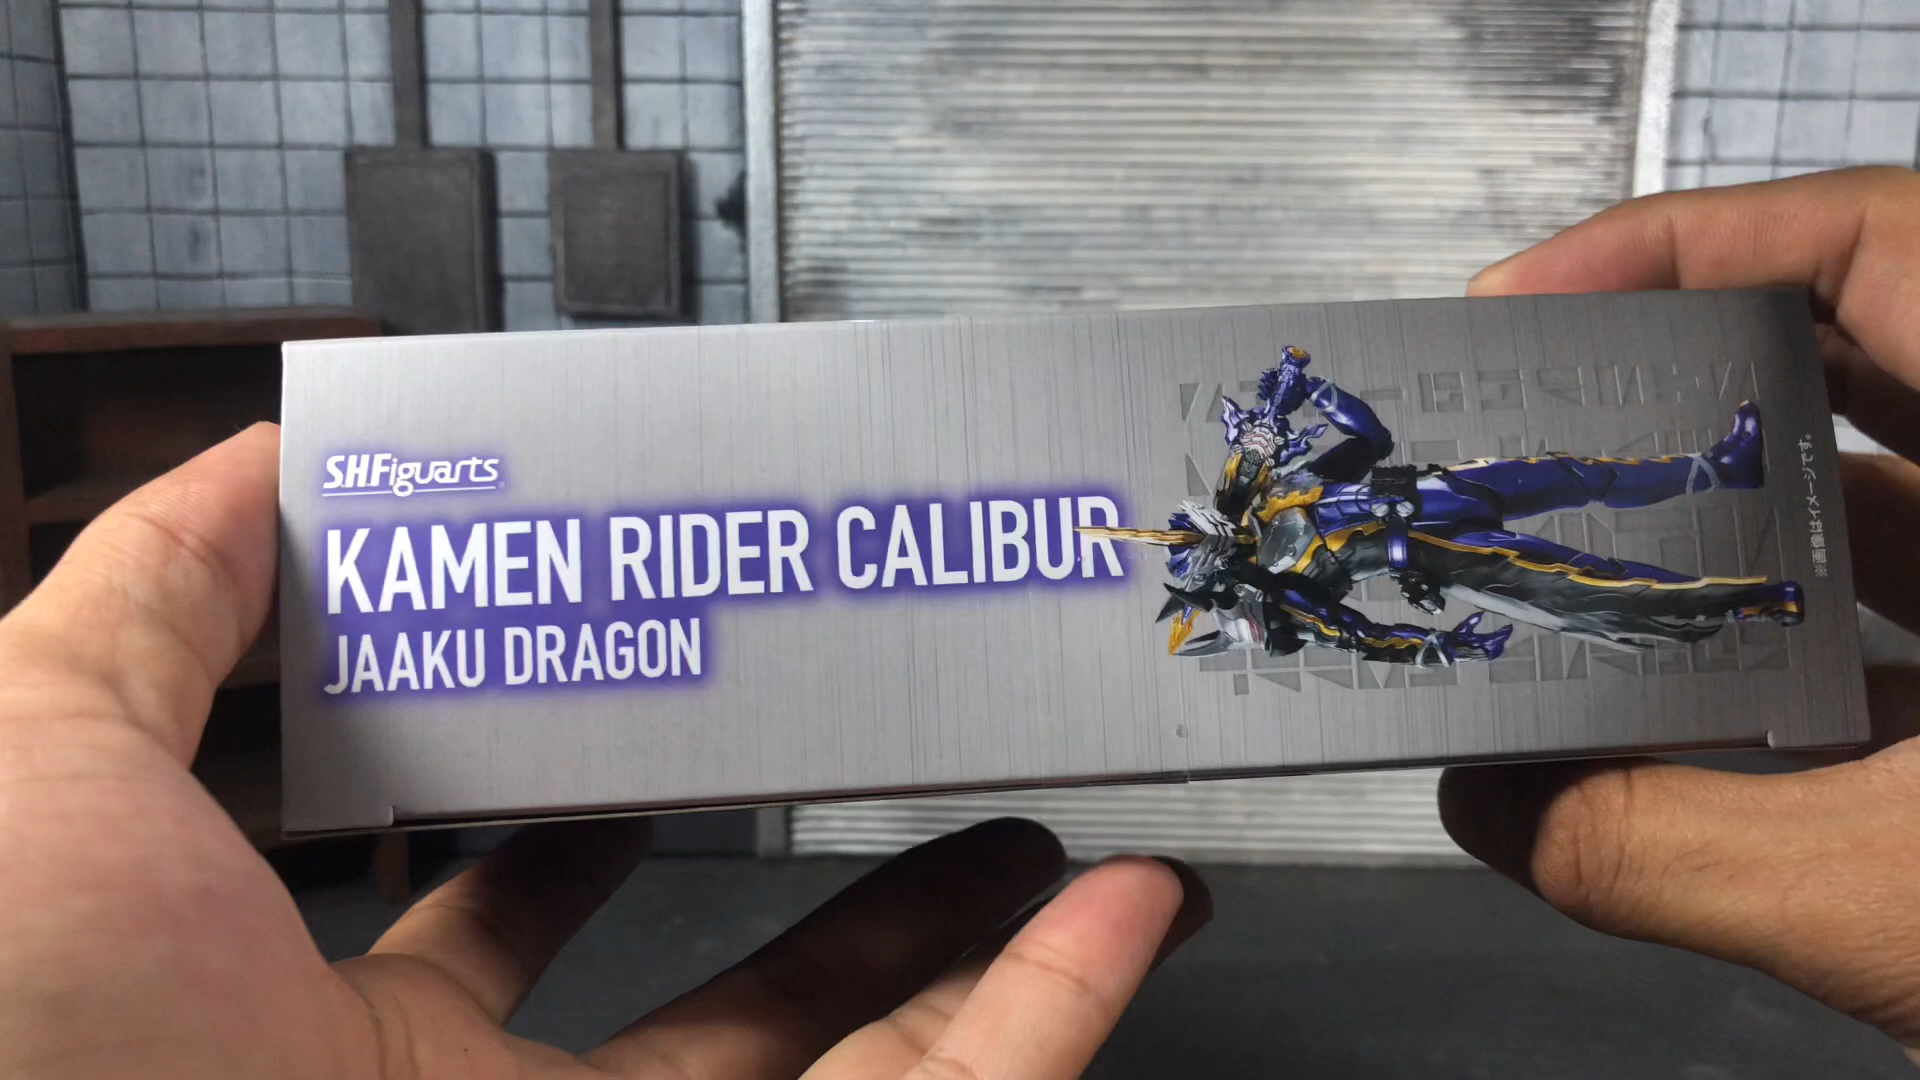 S.H.Figuarts
KAMEN RIDER CALIBUR
JAAKU DRAGON
※画像はイメージです。